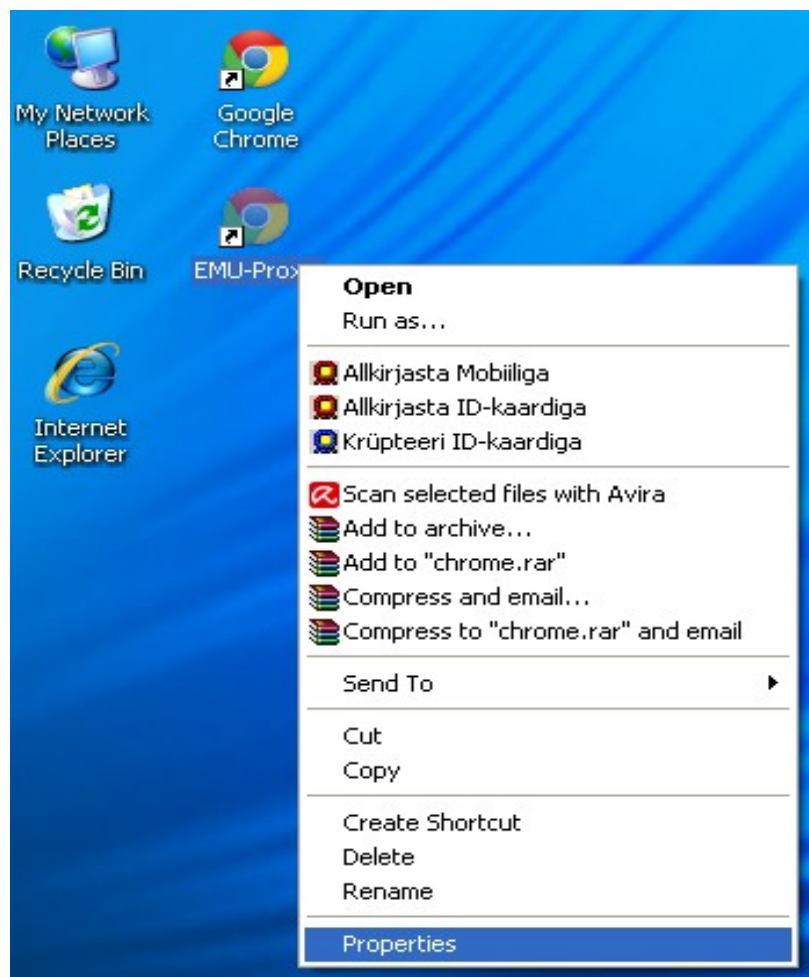 My Network
Places
Google
Chrome
Recycle Bin
EMU-Prox
Internet
Explorer
Open
Run as...
Allkirjasta Mobiiliga
Allkirjasta ID-kaardiga
Krüpteeri ID-kaardiga
Scan selected files with Avira
Add to archive...
Add to "chrome.rar"
Compress and email...
Compress to "chrome.rar" and email
Send To
Cut
Copy
Create Shortcut
Delete
Rename
Properties